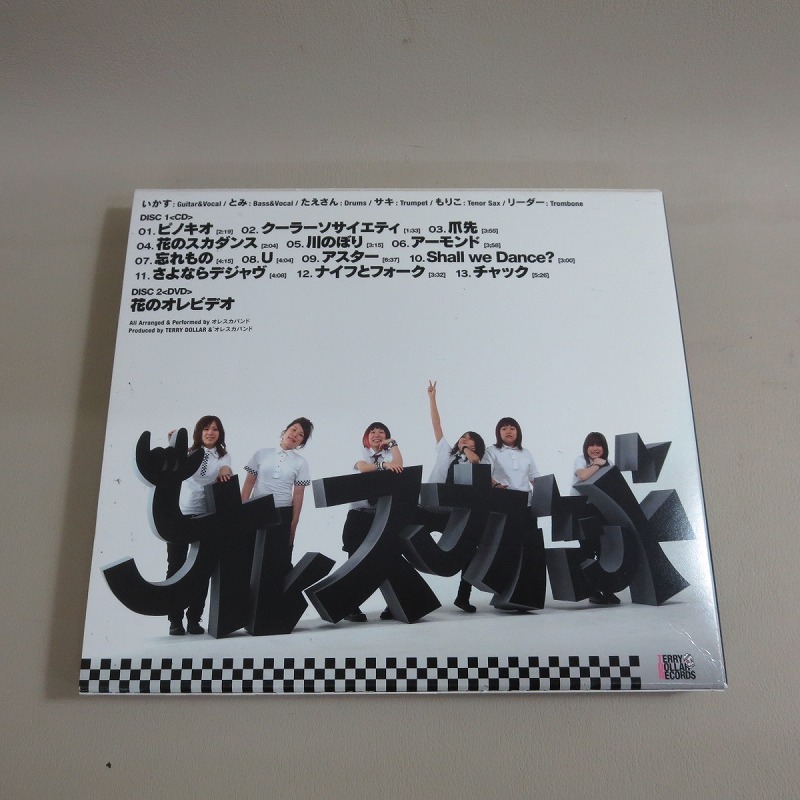 いかす: Guitar&Vocal / とみ: Bass&Vocal / たえさん: Drums / サキ: Trumpet / もりこ: Tenor Sax / リーダー: Trombone
DISC 1<CD>
01. ピノキオ [2:19] 02. クーラーソサイエティ [1:33] 03. 爪先 [3:55]
04. 花のスカダンス [2:04] 05. 川のぼり [3:15] 06. アーモンド [3:58]
07. 忘れもの [4:15] 08. U [4:04] 09. アスター [6:37] 10. Shall we Dance? [3:00]
11. さよならデジャヴ [4:08] 12. ナイフとフォーク [3:32] 13. チャック [5:26]
DISC 2<DVD>
花のオレビデオ
All Arranged & Performed by オレスカバンド
Produced by TERRY DOLLAR & オレスカバンド
オレスカバンド
TERRY
DOLLAR
RECORDS